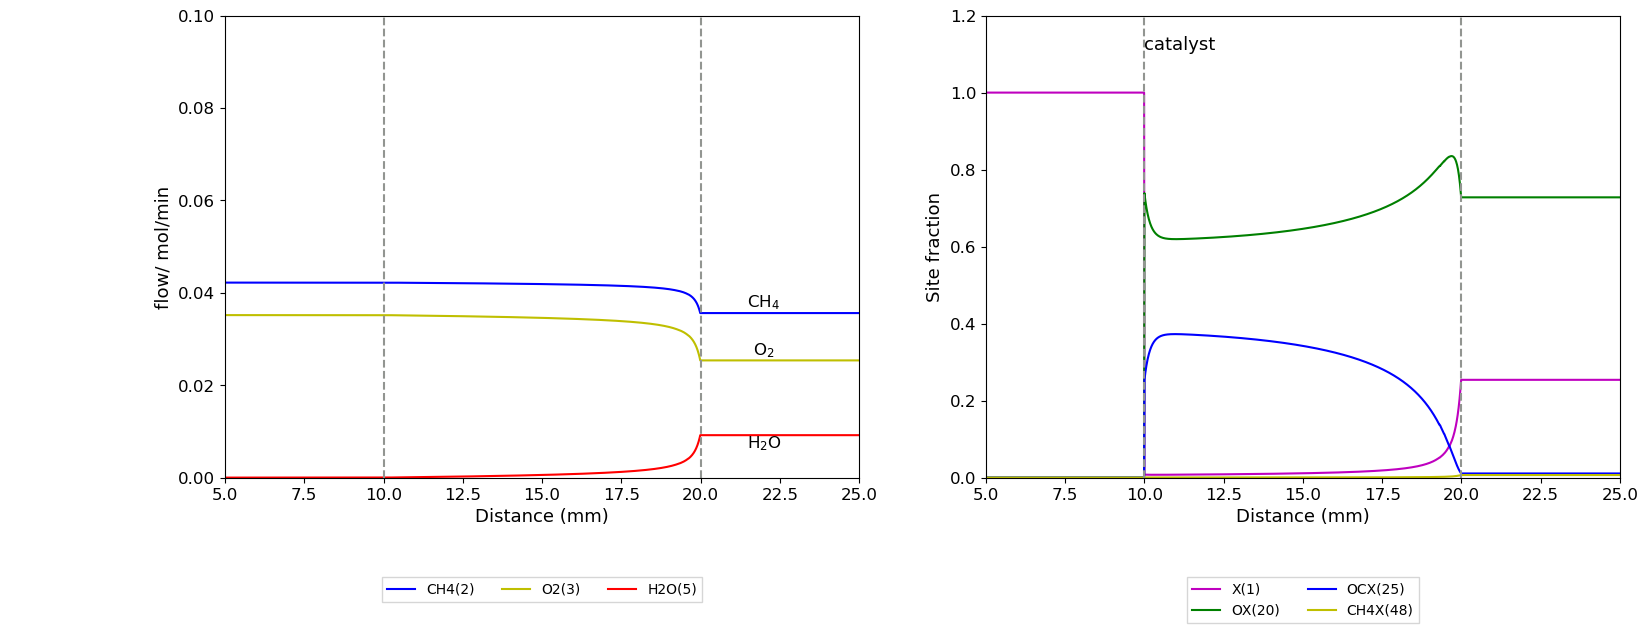 flow/ mol/min
0.10
0.08
0.06
0.04
0.02
0.00
5.0 7.5 10.0 12.5 15.0 17.5 20.0 22.5 25.0
Distance (mm)
CH₄
O₂
H₂O
CH4(2) O2(3) H2O(5)
Site fraction
1.2
1.0
0.8
0.6
0.4
0.2
0.0
catalyst
5.0 7.5 10.0 12.5 15.0 17.5 20.0 22.5 25.0
Distance (mm)
X(1) OCX(25)
OX(20) CH4X(48)